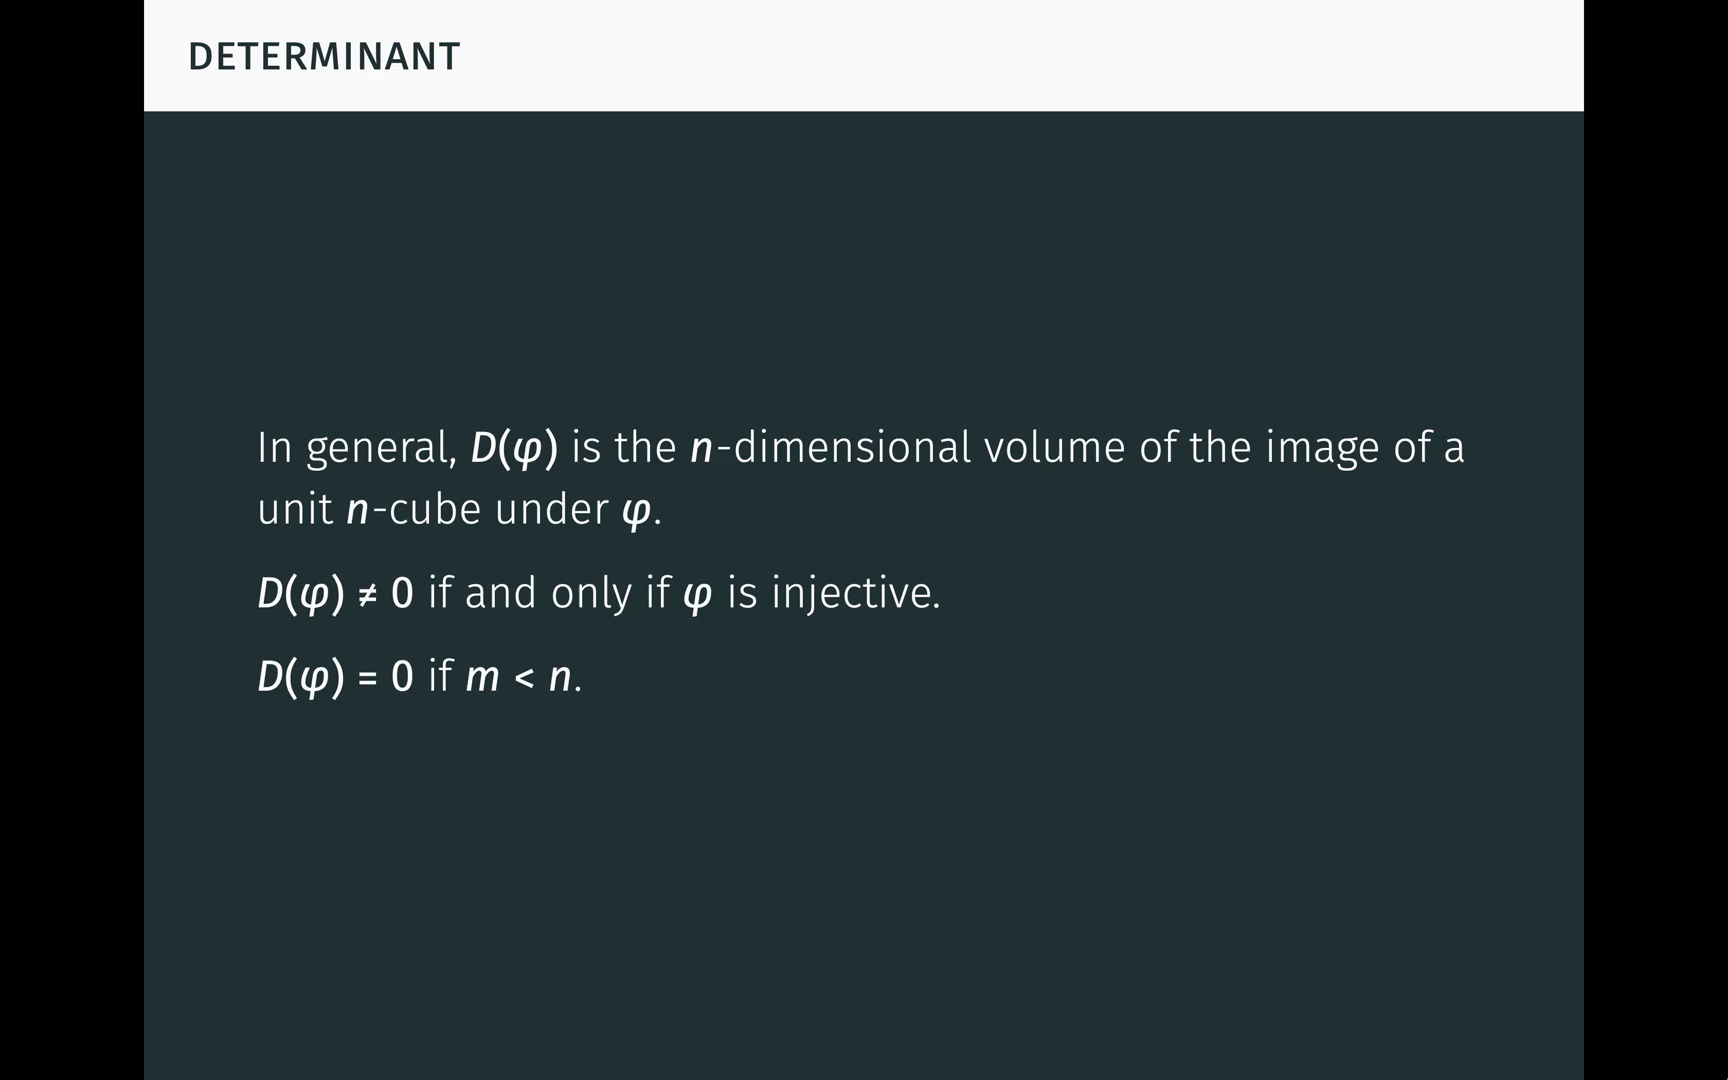 DETERMINANT
In general, D(φ) is the n-dimensional volume of the image of a
unit n-cube under φ.
D(φ) ≠ 0 if and only if φ is injective.
D(φ) = 0 if m < n.